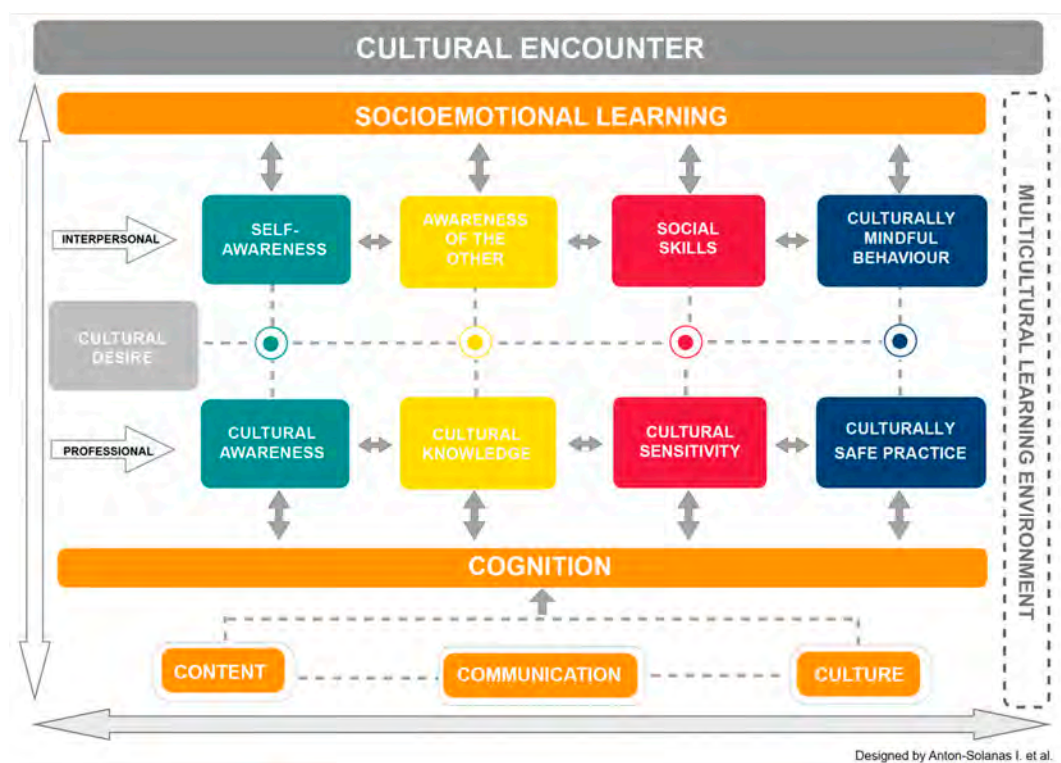 CULTURAL ENCOUNTER
SOCIOEMOTIONAL LEARNING
INTERPERSONAL
SELF-
AWARENESS
AWARENESS
OF THE
OTHER
SOCIAL
SKILLS
CULTURALLY
MINDFUL
BEHAVIOUR
CULTURAL
DESIRE
PROFESSIONAL
CULTURAL
AWARENESS
CULTURAL
KNOWLEDGE
CULTURAL
SENSITIVITY
CULTURALLY
SAFE PRACTICE
MULTICULTURAL LEARNING ENVIRONMENT
COGNITION
CONTENT
COMMUNICATION
CULTURE
Designed by Anton-Solanas I. et al.